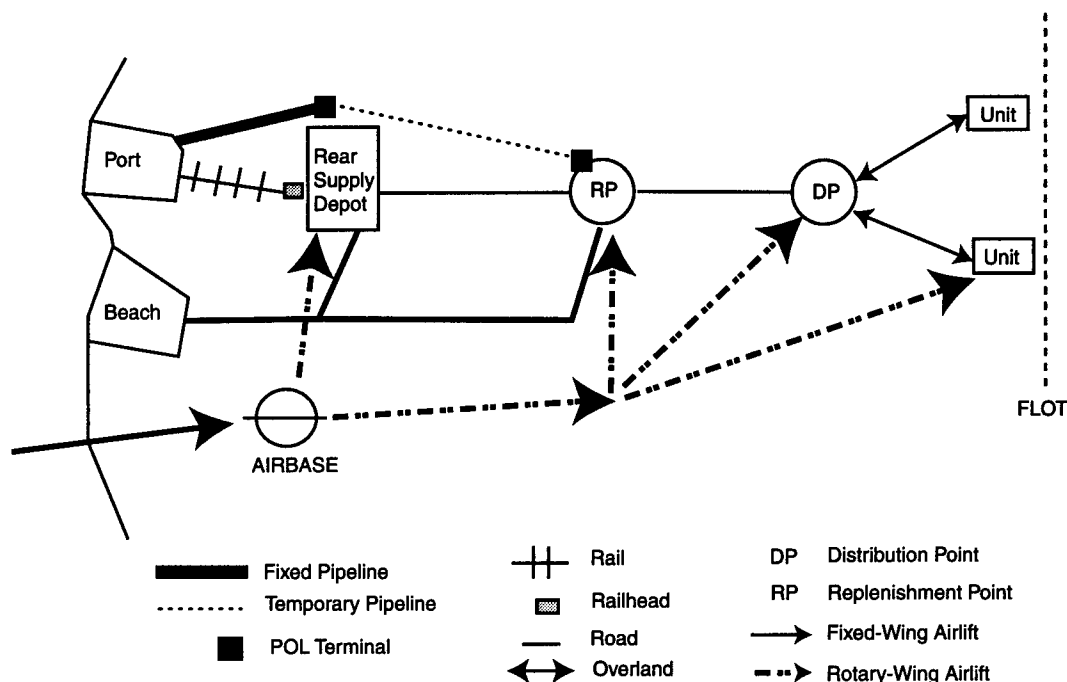 Port
Rear
Supply
Depot
RP
DP
Unit
Unit
Beach
AIRBASE
FLOT
Fixed Pipeline
Temporary Pipeline
POL Terminal
Rail
Railhead
Road
Overland
DP Distribution Point
RP Replenishment Point
Fixed-Wing Airlift
Rotary-Wing Airlift